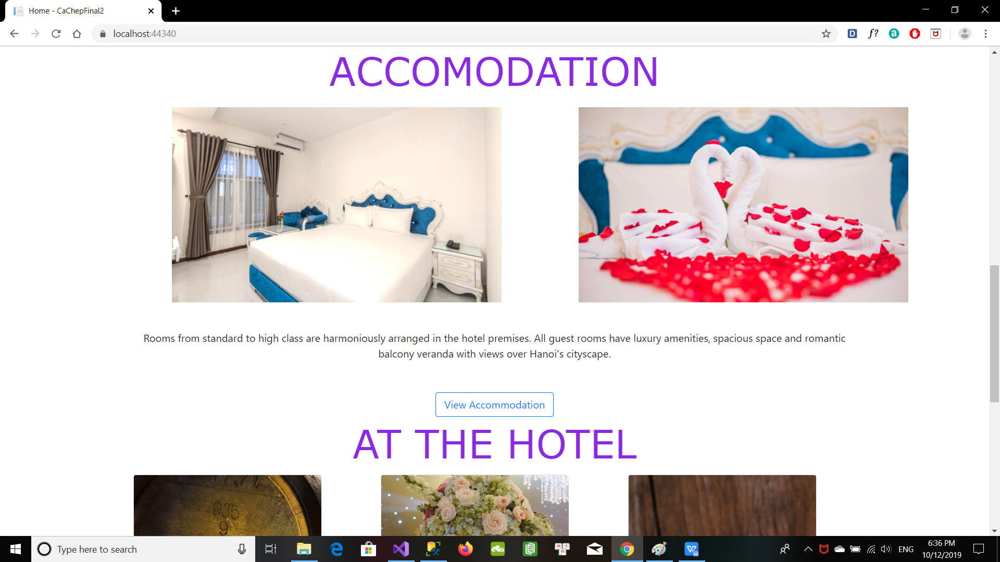 Home - CaChepFinal2
localhost:44340
ACCOMODATION
Rooms from standard to high class are harmoniously arranged in the hotel premises. All guest rooms have luxury amenities, spacious space and romantic
balcony veranda with views over Hanoi's cityscape.
View Accommodation
AT THE HOTEL
935
9
Type here to search
ENG
6:36 PM
10/12/2019